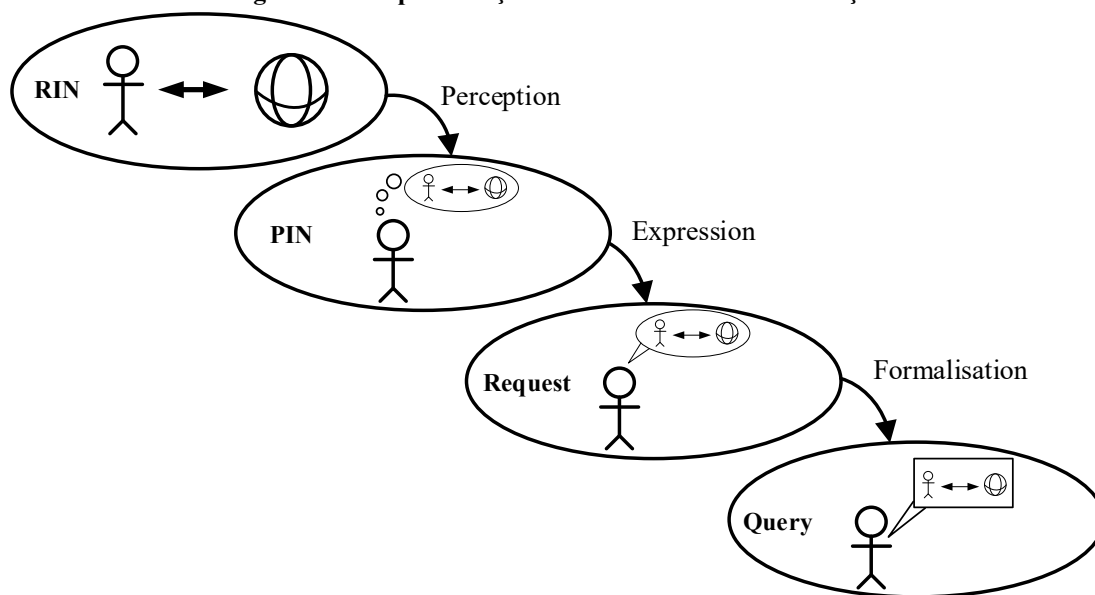 RIN
Perception
PIN
Expression
Request
Formalisation
Query